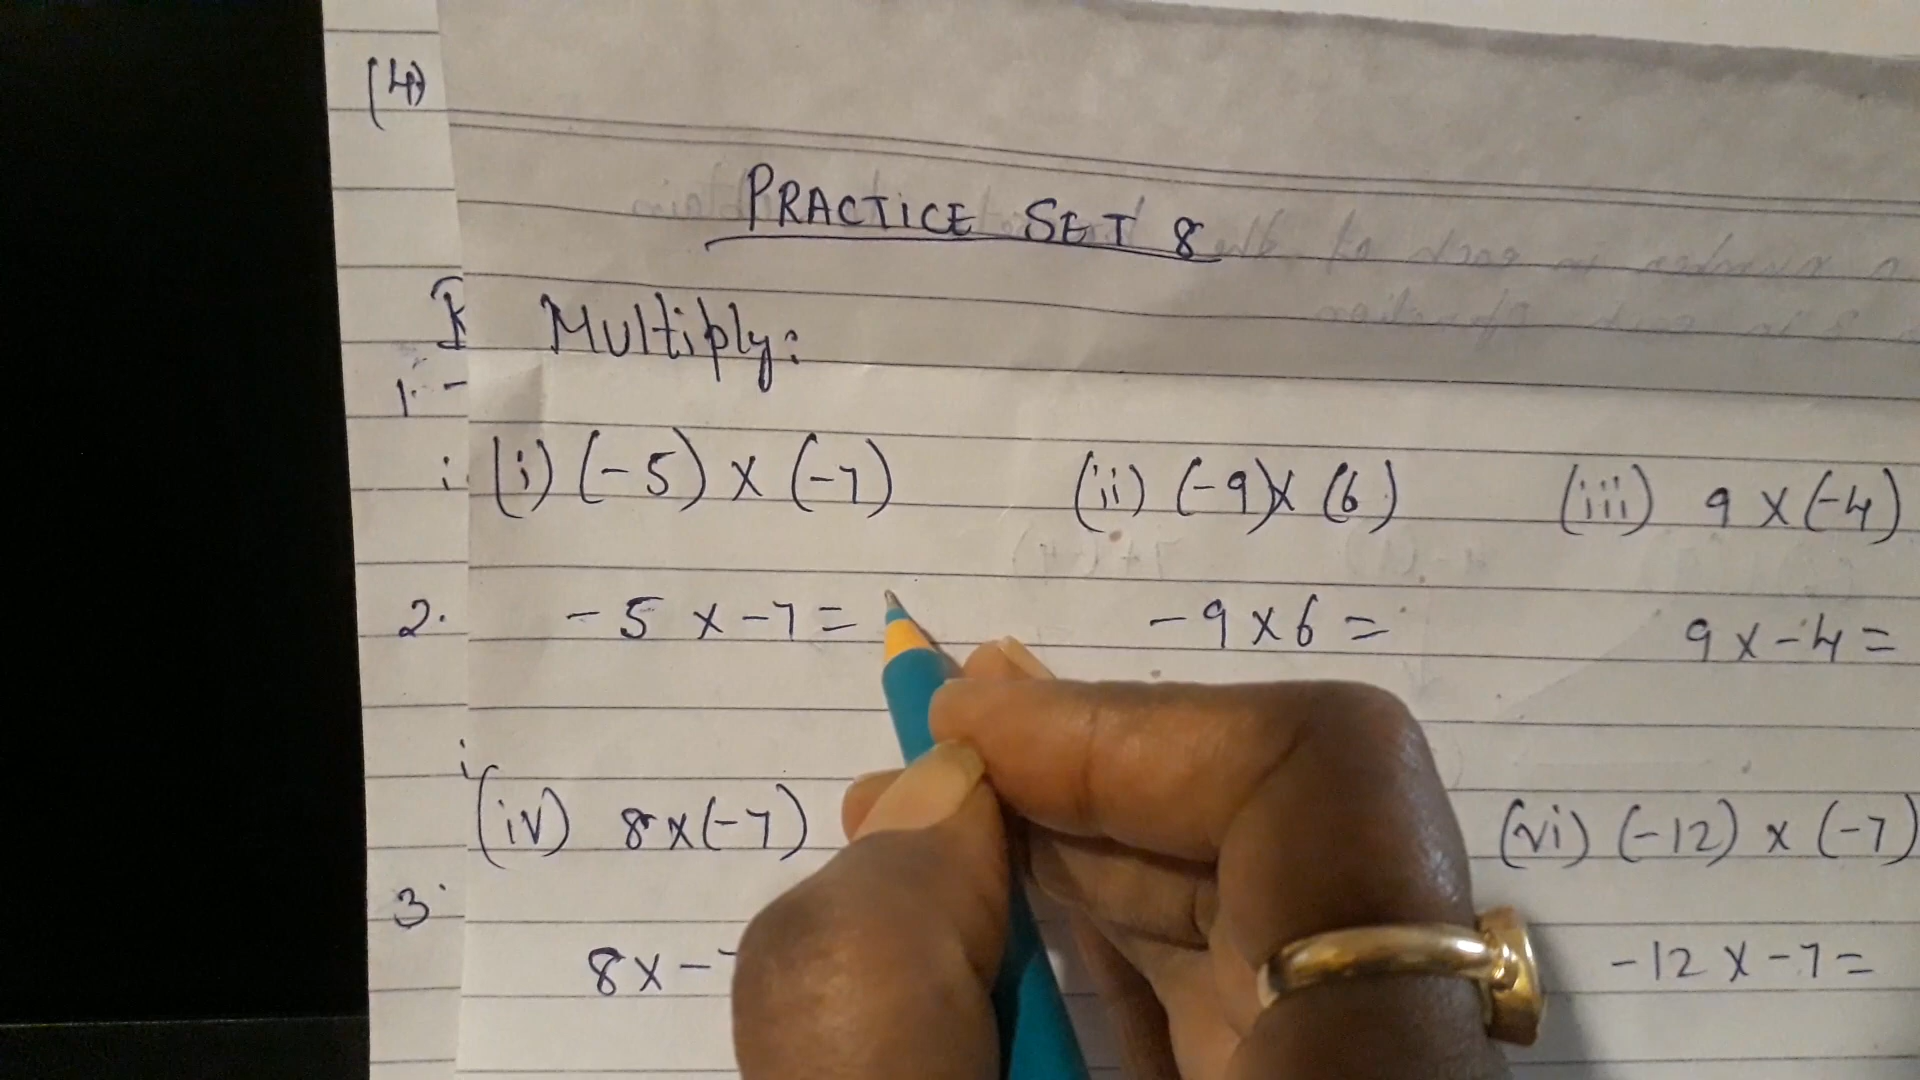 (4)
PRACTICE SET 8
Multiply:
1.
(i) (-5) x (-7) (ii) (-9) x (6) (iii) 9 x (-4)
2. -5 x -7 = -9 x 6 = 9 x -4 =
(iv) 8 x (-7) (vi) (-12) x (-7)
3.
8 x - -12 x -7 =